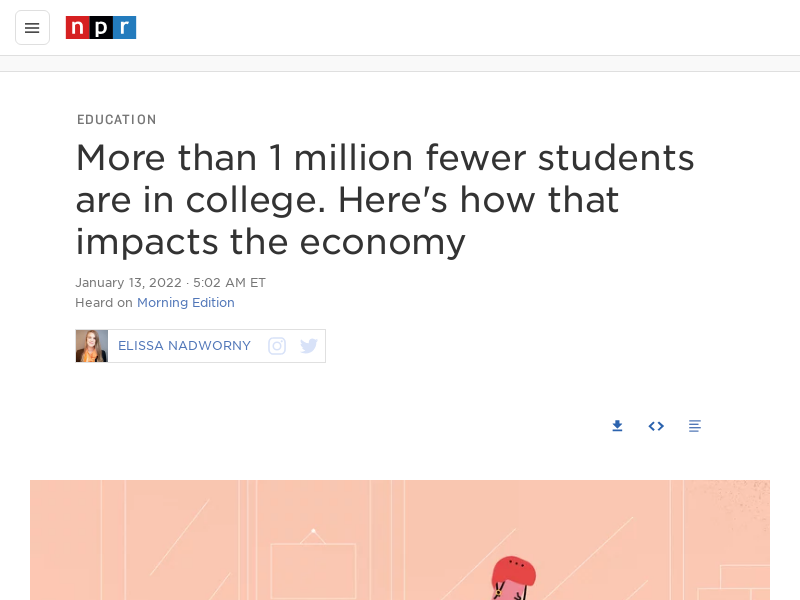 npr
EDUCATION
More than 1 million fewer students
are in college. Here's how that
impacts the economy
January 13, 2022 · 5:02 AM ET
Heard on Morning Edition
ELISSA NADWORNY